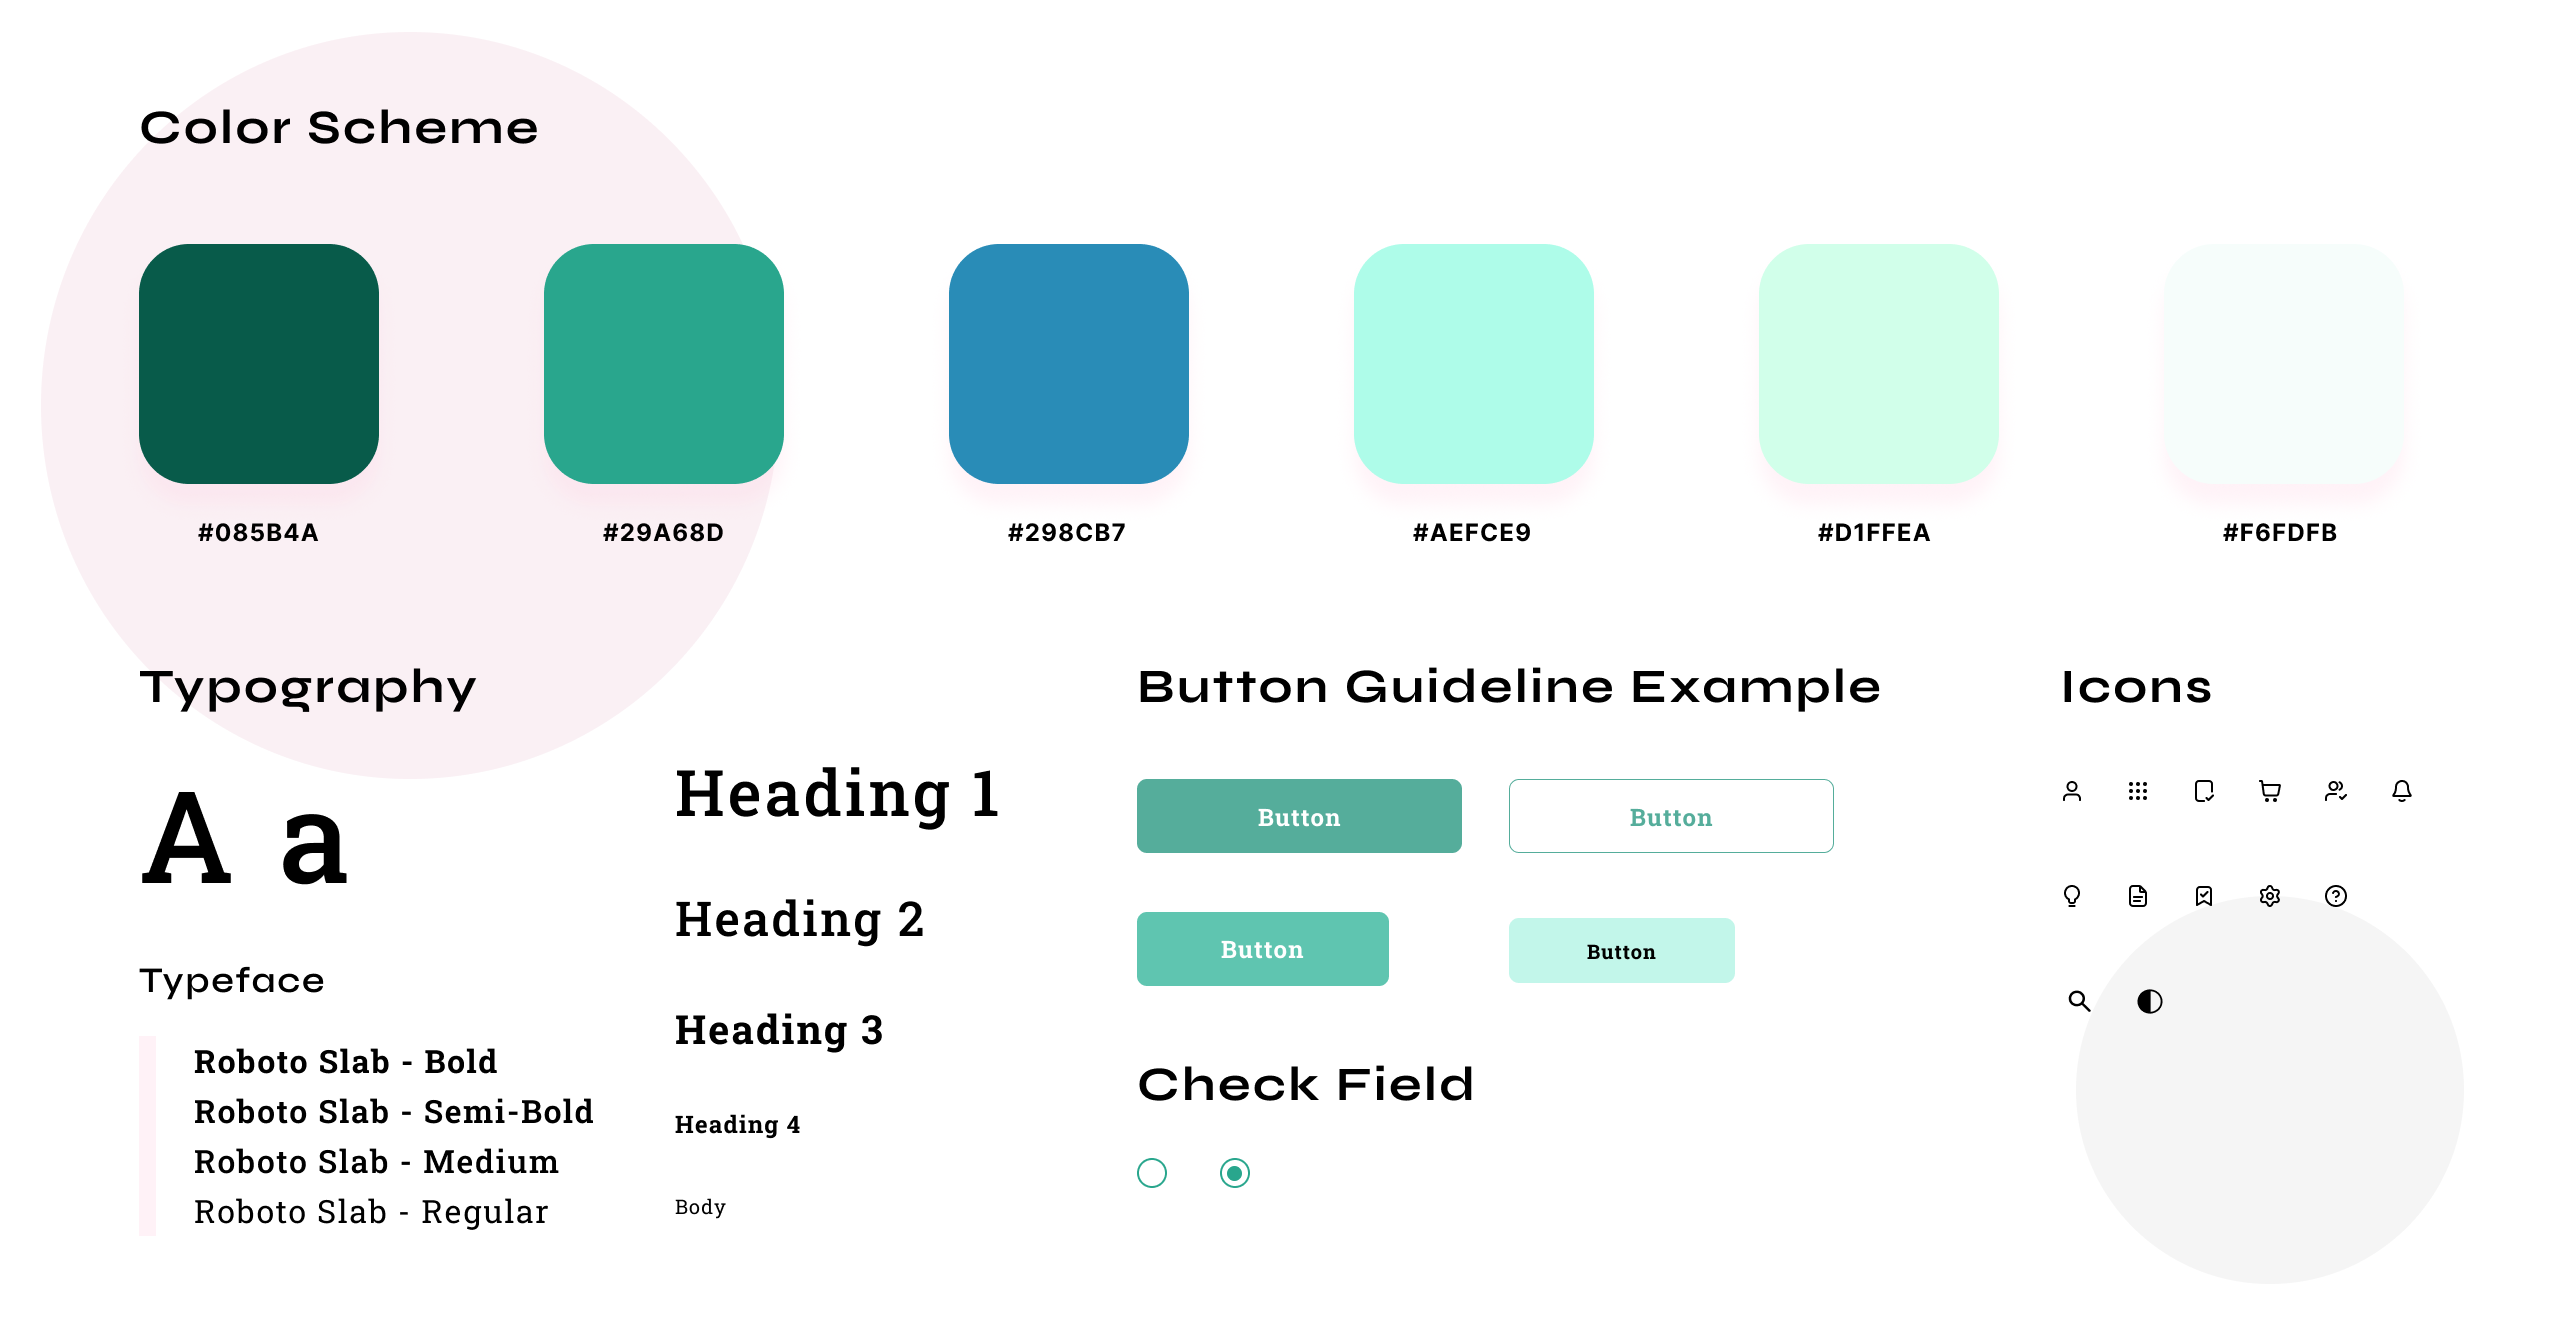 Color Scheme
#085B4A
#29A68D
#298CB7
#AEFCE9
#D1FFEA
#F6FDFB
Typography
A a
Typeface
Roboto Slab - Bold
Roboto Slab - Semi-Bold
Roboto Slab - Medium
Roboto Slab - Regular
Heading 1
Heading 2
Heading 3
Heading 4
Body
Button Guideline Example
Button
Button
Button
Button
Check Field
Icons